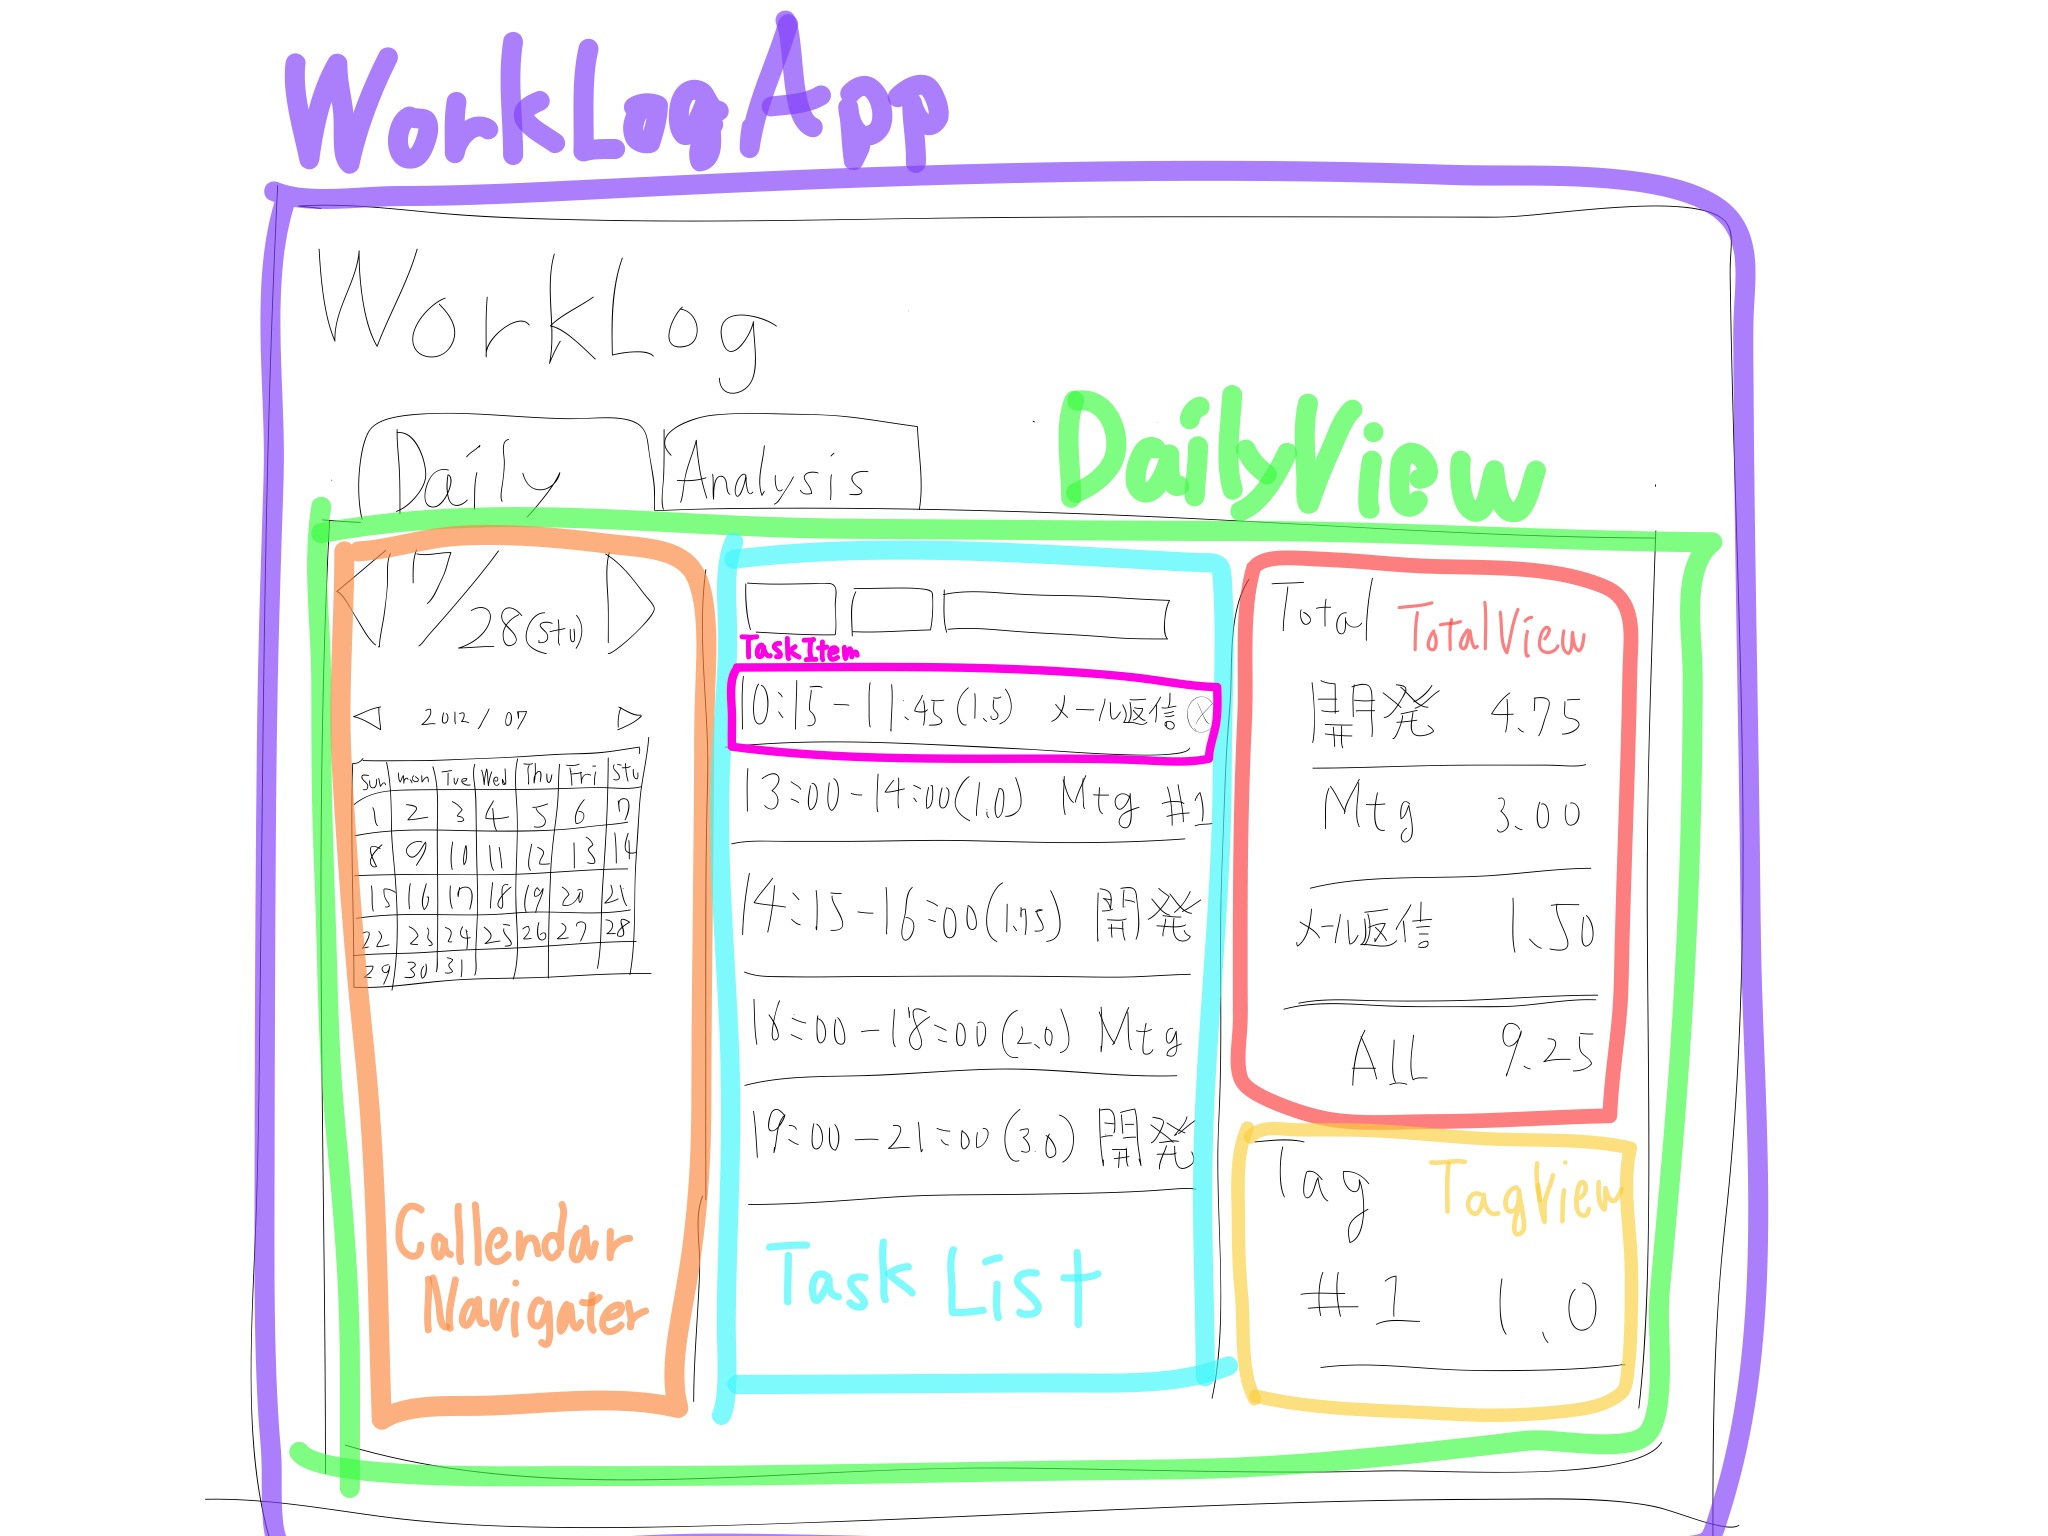 WorkLogApp
WorkLog
Daily
Analysis
DailyView
7/28(Stu)
2012/07
Sun mon Tue Wed Thu Fri Stu
1 2 3 4 5 6 7
8 9 10 11 12 13 14
15 16 17 18 19 20 21
22 23 24 25 26 27 28
29 30 31
Callendar
Navigater
TaskItem
10:15-11:45(1.5) メール返信 X
13:00-14:00(1.0) Mtg #1
14:15-16:00(1.75) 開発
16:00-18:00(2.0) Mtg
19:00-21:00(3.0) 開発
Task List
Total
TotalView
開発 4.75
Mtg 3.00
メール返信 1.50
All 9.25
Tag
TagView
#1 1.0